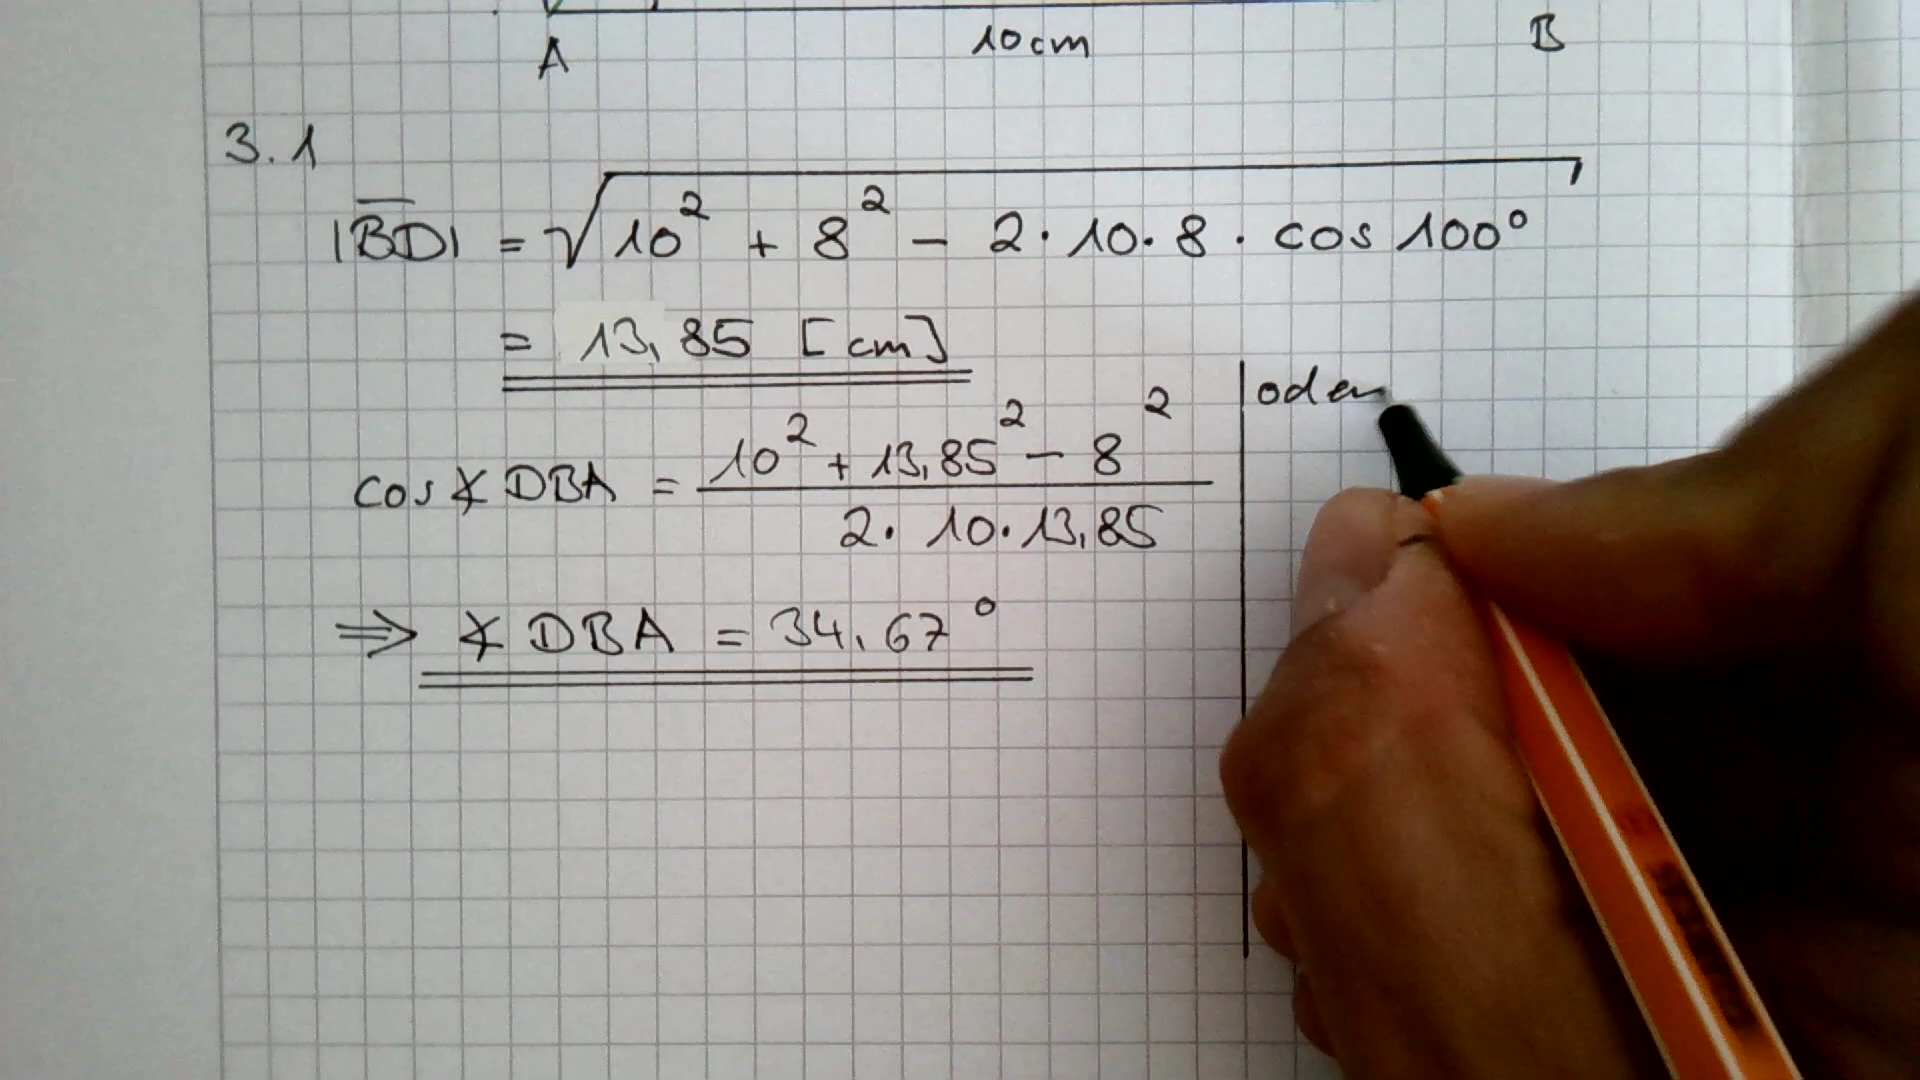 A 10cm B
3.1
|B̅D̅| = √(10² + 8² - 2·10·8·cos 100°)
= 13,85 [cm]
oder
cos∡DBA = (10² + 13,85² - 8²) / (2·10·13,85)
⇒ ∡DBA = 34,67°